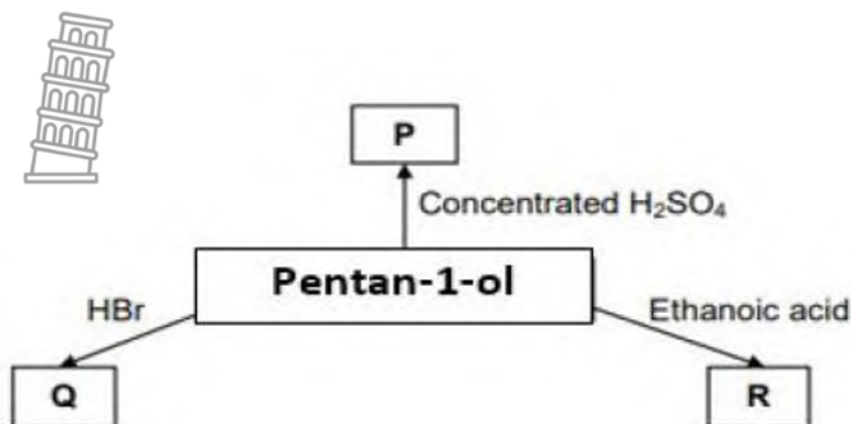 P
Concentrated H₂SO₄
Pentan-1-ol
HBr
Ethanoic acid
Q
R